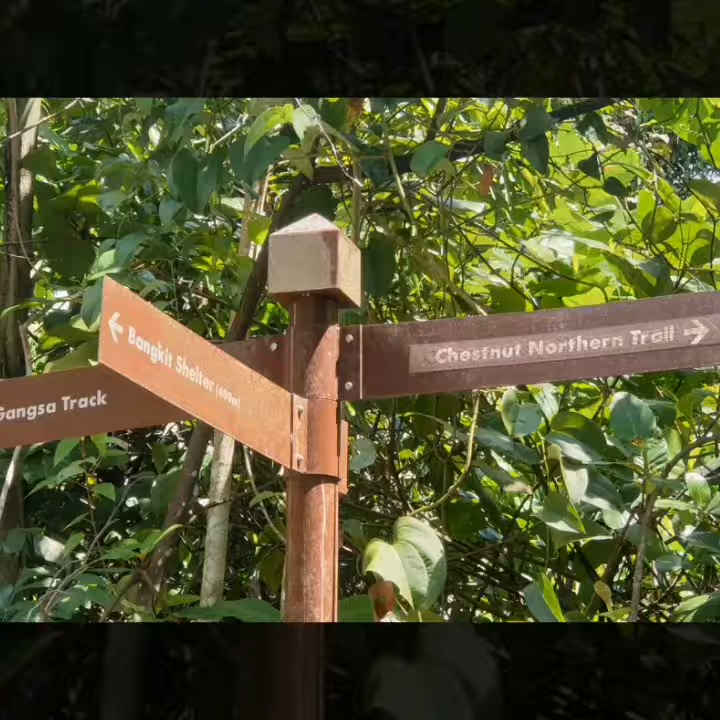 ← Bangkit Shelter (400m)
Gangsa Track
Chestnut Northern Trail →